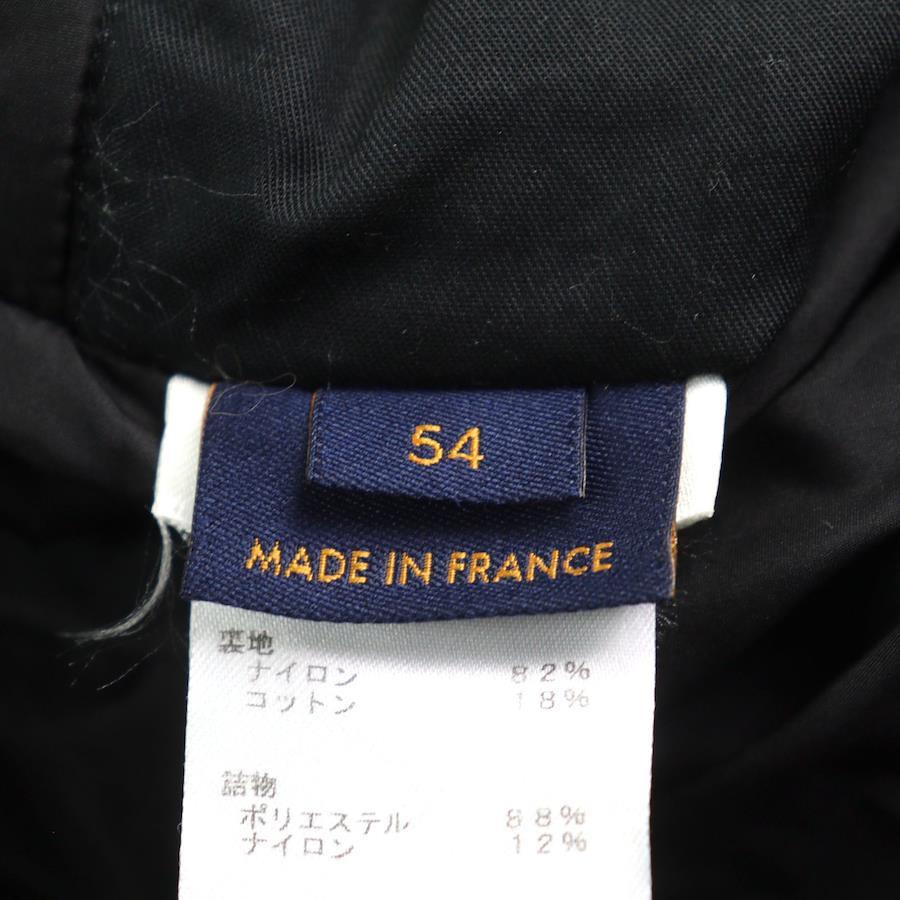 54
MADE IN FRANCE
裏地
ナイロン 82%
コットン 18%
詰物
ポリエステル 88%
ナイロン 12%